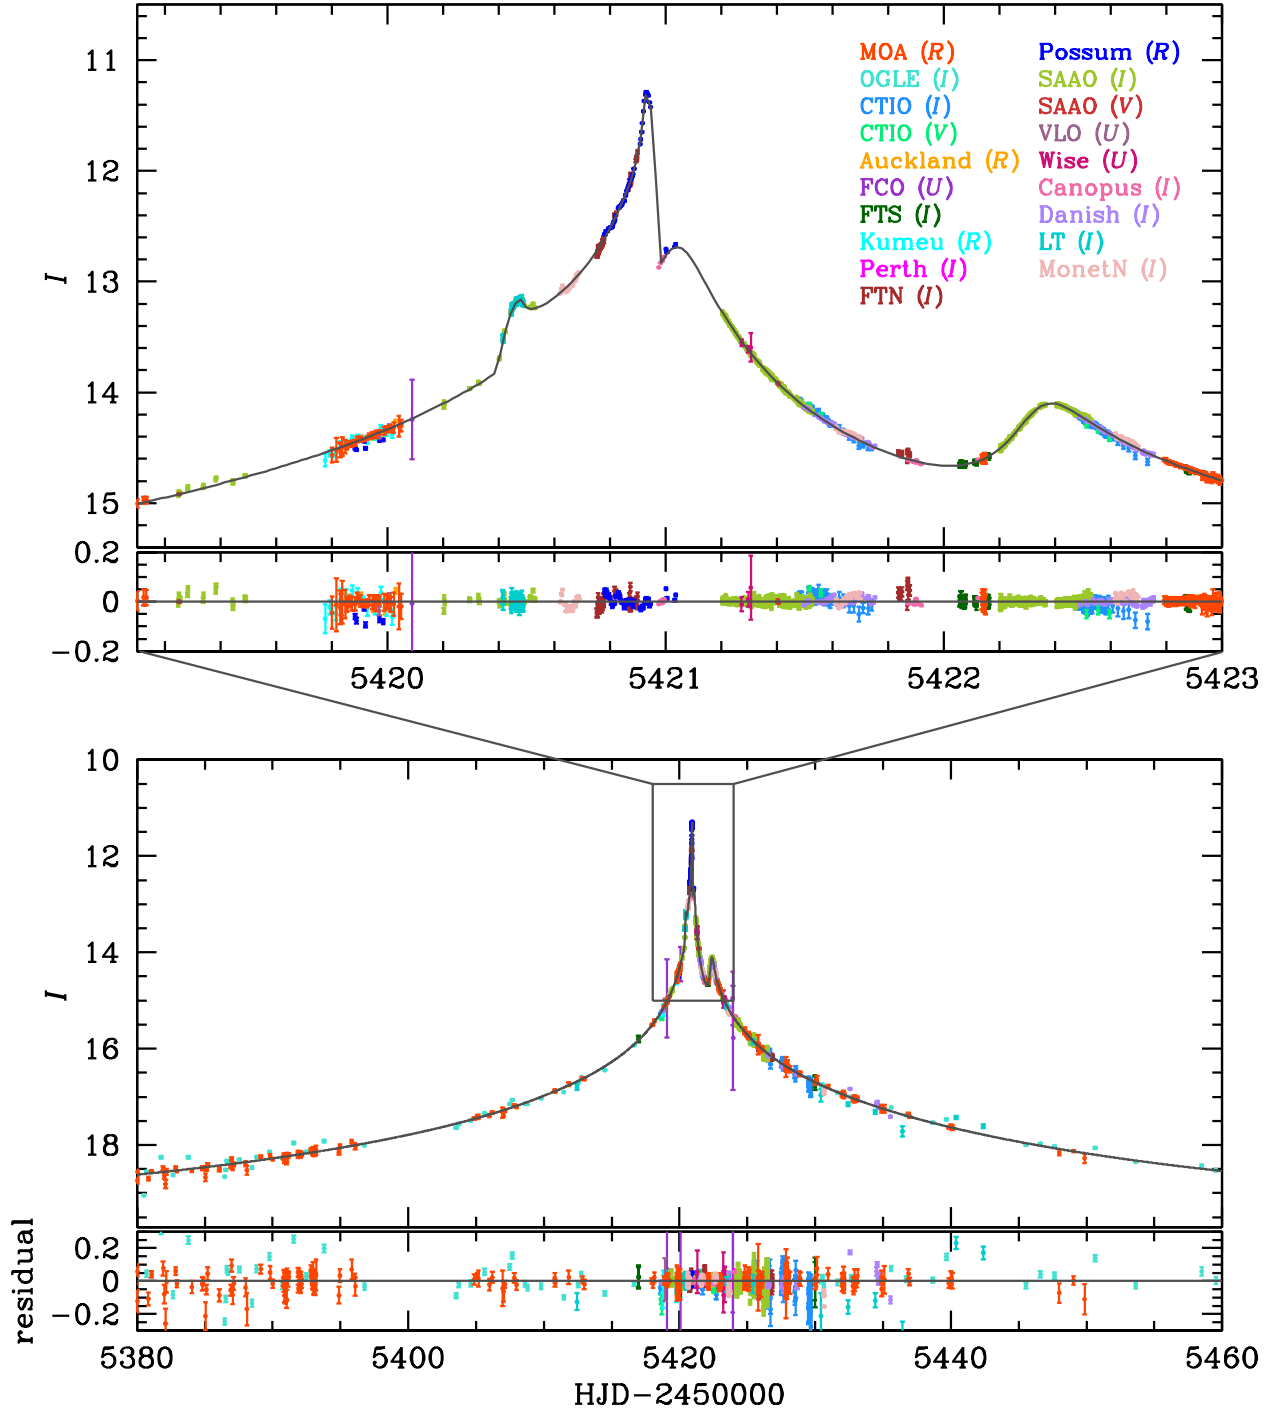 11
12
13
14
15
I
MOA (R)
OGLE (I)
CTIO (I)
CTIO (V)
Auckland (R)
FCO (U)
FTS (I)
Kumeu (R)
Perth (I)
FTN (I)
Possum (R)
SAAO (I)
SAAO (V)
VLO (U)
Wise (U)
Canopus (I)
Danish (I)
LT (I)
MonetN (I)
0.2
0
−0.2
5420
5421
5422
5423
10
12
14
16
18
I
0.2
0
−0.2
residual
5380
5400
5420
5440
5460
HJD−2450000